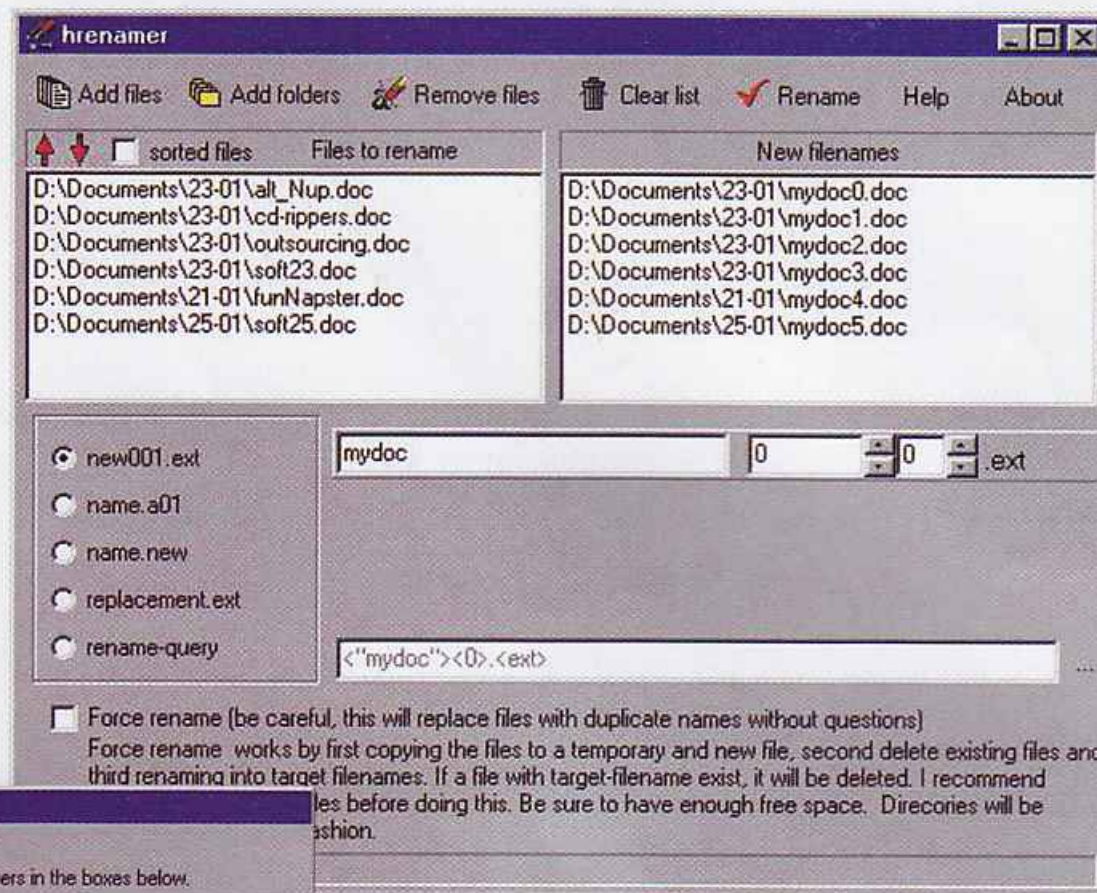 hrenamer
Add files Add folders Remove files Clear list Rename Help About
sorted files Files to rename
New filenames
D:\Documents\23-01\alt_Nup.doc
D:\Documents\23-01\cd-rippers.doc
D:\Documents\23-01\outsourcing.doc
D:\Documents\23-01\soft23.doc
D:\Documents\21-01\funNapster.doc
D:\Documents\25-01\soft25.doc
D:\Documents\23-01\mydoc0.doc
D:\Documents\23-01\mydoc1.doc
D:\Documents\23-01\mydoc2.doc
D:\Documents\23-01\mydoc3.doc
D:\Documents\21-01\mydoc4.doc
D:\Documents\25-01\mydoc5.doc
new001.ext
name.a01
name.new
replacement.ext
rename-query
mydoc 0 0 .ext
<"mydoc"><0>.<ext> ...
Force rename (be careful, this will replace files with duplicate names without questions)
Force rename works by first copying the files to a temporary and new file, second delete existing files and
third renaming into target filenames. If a file with target-filename exist, it will be deleted. I recommend
before doing this. Be sure to have enough free space. Direcories will be
in the boxes below.